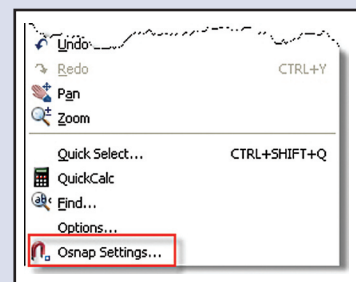 Undo
Redo CTRL+Y
Pan
Zoom
Quick Select... CTRL+SHIFT+Q
QuickCalc
Find...
Options...
Osnap Settings...